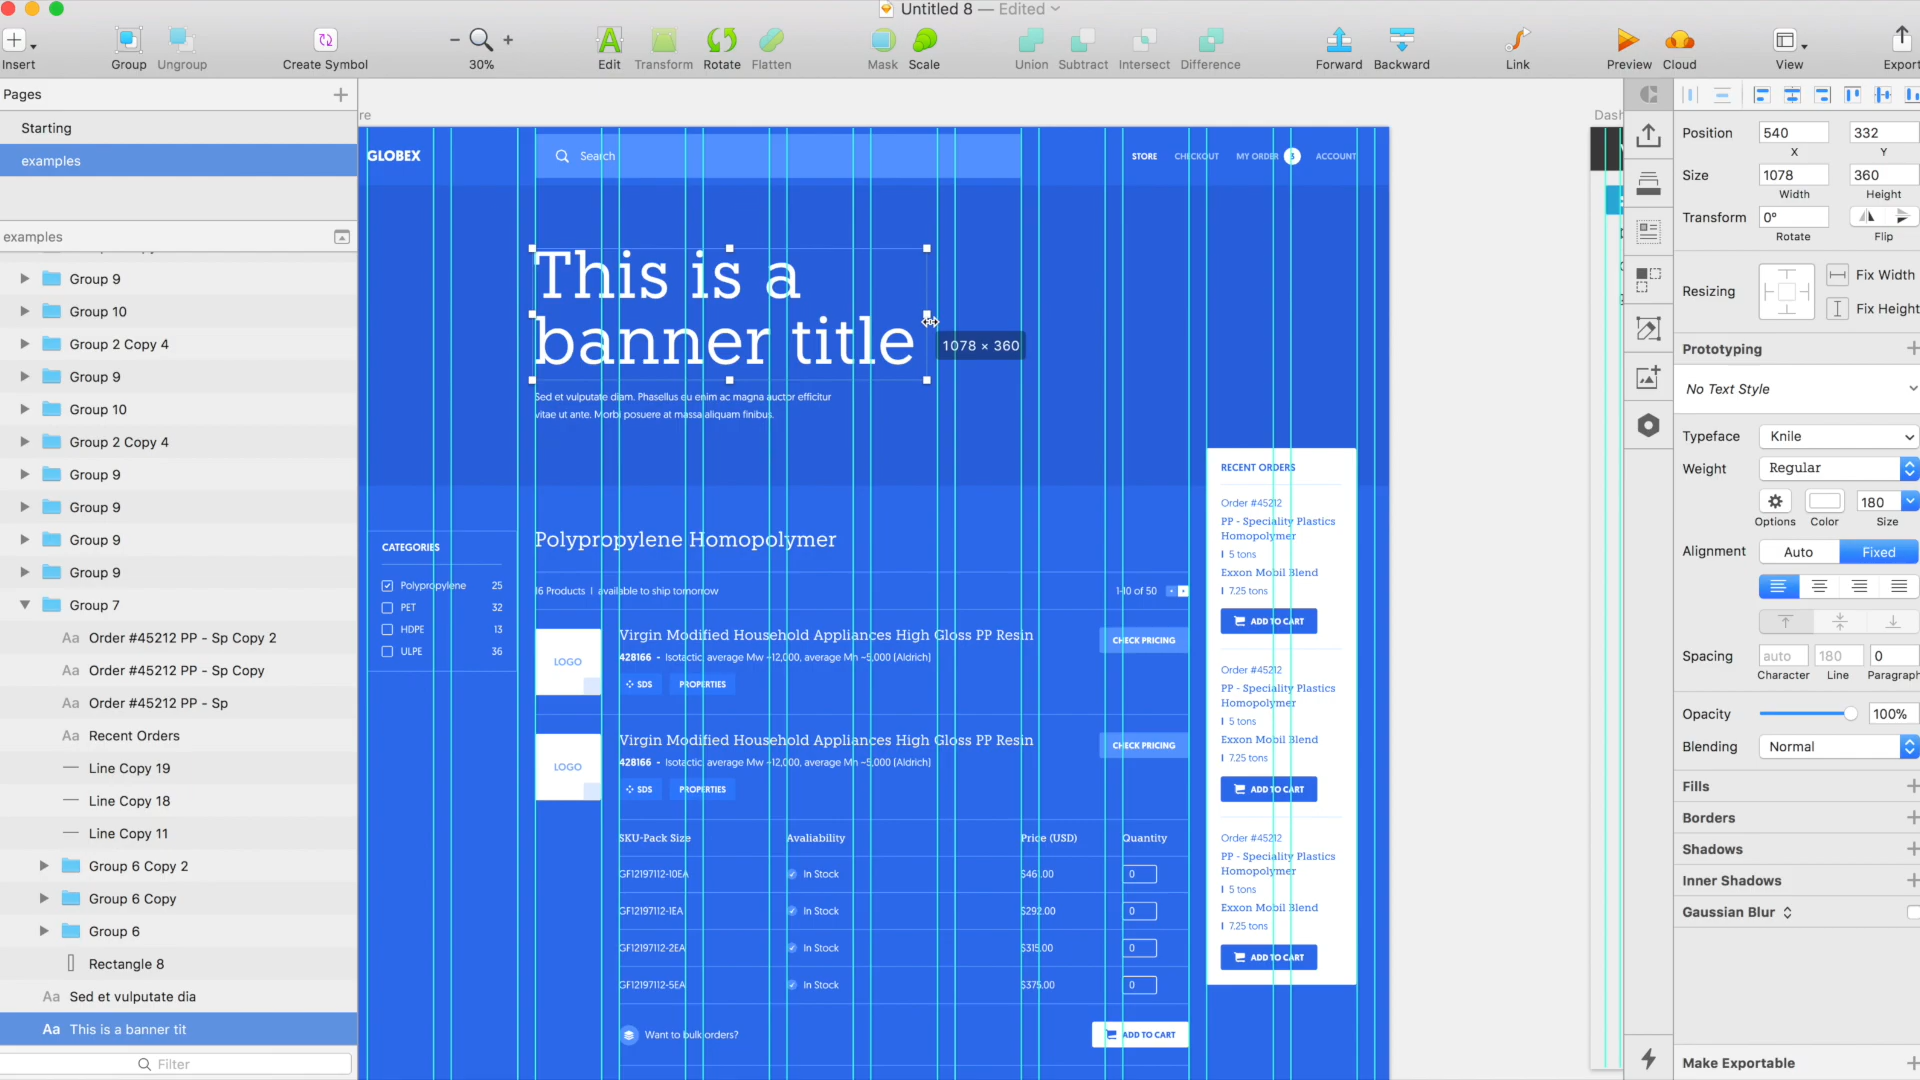 Untitled 8 — Edited
Insert
Group
Ungroup
Create Symbol
30%
Edit
Transform
Rotate
Flatten
Mask
Scale
Union
Subtract
Intersect
Difference
Forward
Backward
Link
Preview
Cloud
View
Export
Pages
Starting
examples
examples
Group 9
Group 10
Group 2 Copy 4
Group 9
Group 10
Group 2 Copy 4
Group 9
Group 9
Group 9
Group 9
Group 7
Aa Order #45212 PP - Sp Copy 2
Aa Order #45212 PP - Sp Copy
Aa Order #45212 PP - Sp
Aa Recent Orders
Line Copy 19
Line Copy 18
Line Copy 11
Group 6 Copy 2
Group 6 Copy
Group 6
Rectangle 8
Aa Sed et vulputate dia
Aa This is a banner tit
Filter
re
GLOBEX
Search
STORE
CHECKOUT
MY ORDER 3
ACCOUNT
This is a
banner title
1078 × 360
Sed et vulputate diam. Phasellus eu enim ac magna auctor efficitur
vitae ut ante. Morbi posuere at massa aliquam finibus.
CATEGORIES
Polypropylene 25
PET 32
HDPE 13
ULPE 36
Polypropylene Homopolymer
16 Products | available to ship tomorrow
1-10 of 50
LOGO
Virgin Modified Household Appliances High Gloss PP Resin
428166 - Isotactic, average Mw ~12,000, average Mn ~5,000 (Aldrich)
SDS
PROPERTIES
CHECK PRICING
LOGO
Virgin Modified Household Appliances High Gloss PP Resin
428166 - Isotactic, average Mw ~12,000, average Mn ~5,000 (Aldrich)
SDS
PROPERTIES
CHECK PRICING
SKU-Pack Size
Avaliability
Price (USD)
Quantity
GF12197112-10EA In Stock $461.00 0
GF12197112-1EA In Stock $292.00 0
GF12197112-2EA In Stock $315.00 0
GF12197112-5EA In Stock $375.00 0
Want to bulk orders?
ADD TO CART
RECENT ORDERS
Order #45212
PP - Speciality Plastics
Homopolymer
| 5 tons
Exxon Mobil Blend
| 7.25 tons
ADD TO CART
Order #45212
PP - Speciality Plastics
Homopolymer
| 5 tons
Exxon Mobil Blend
| 7.25 tons
ADD TO CART
Order #45212
PP - Speciality Plastics
Homopolymer
| 5 tons
Exxon Mobil Blend
| 7.25 tons
ADD TO CART
Dash
Position 540 332
X Y
Size 1078 360
Width Height
Transform 0°
Rotate Flip
Resizing
Fix Width
Fix Height
Prototyping
No Text Style
Typeface Knile
Weight Regular
180
Options Color Size
Alignment Auto Fixed
Spacing auto 180 0
Character Line Paragraph
Opacity 100%
Blending Normal
Fills
Borders
Shadows
Inner Shadows
Gaussian Blur
Make Exportable